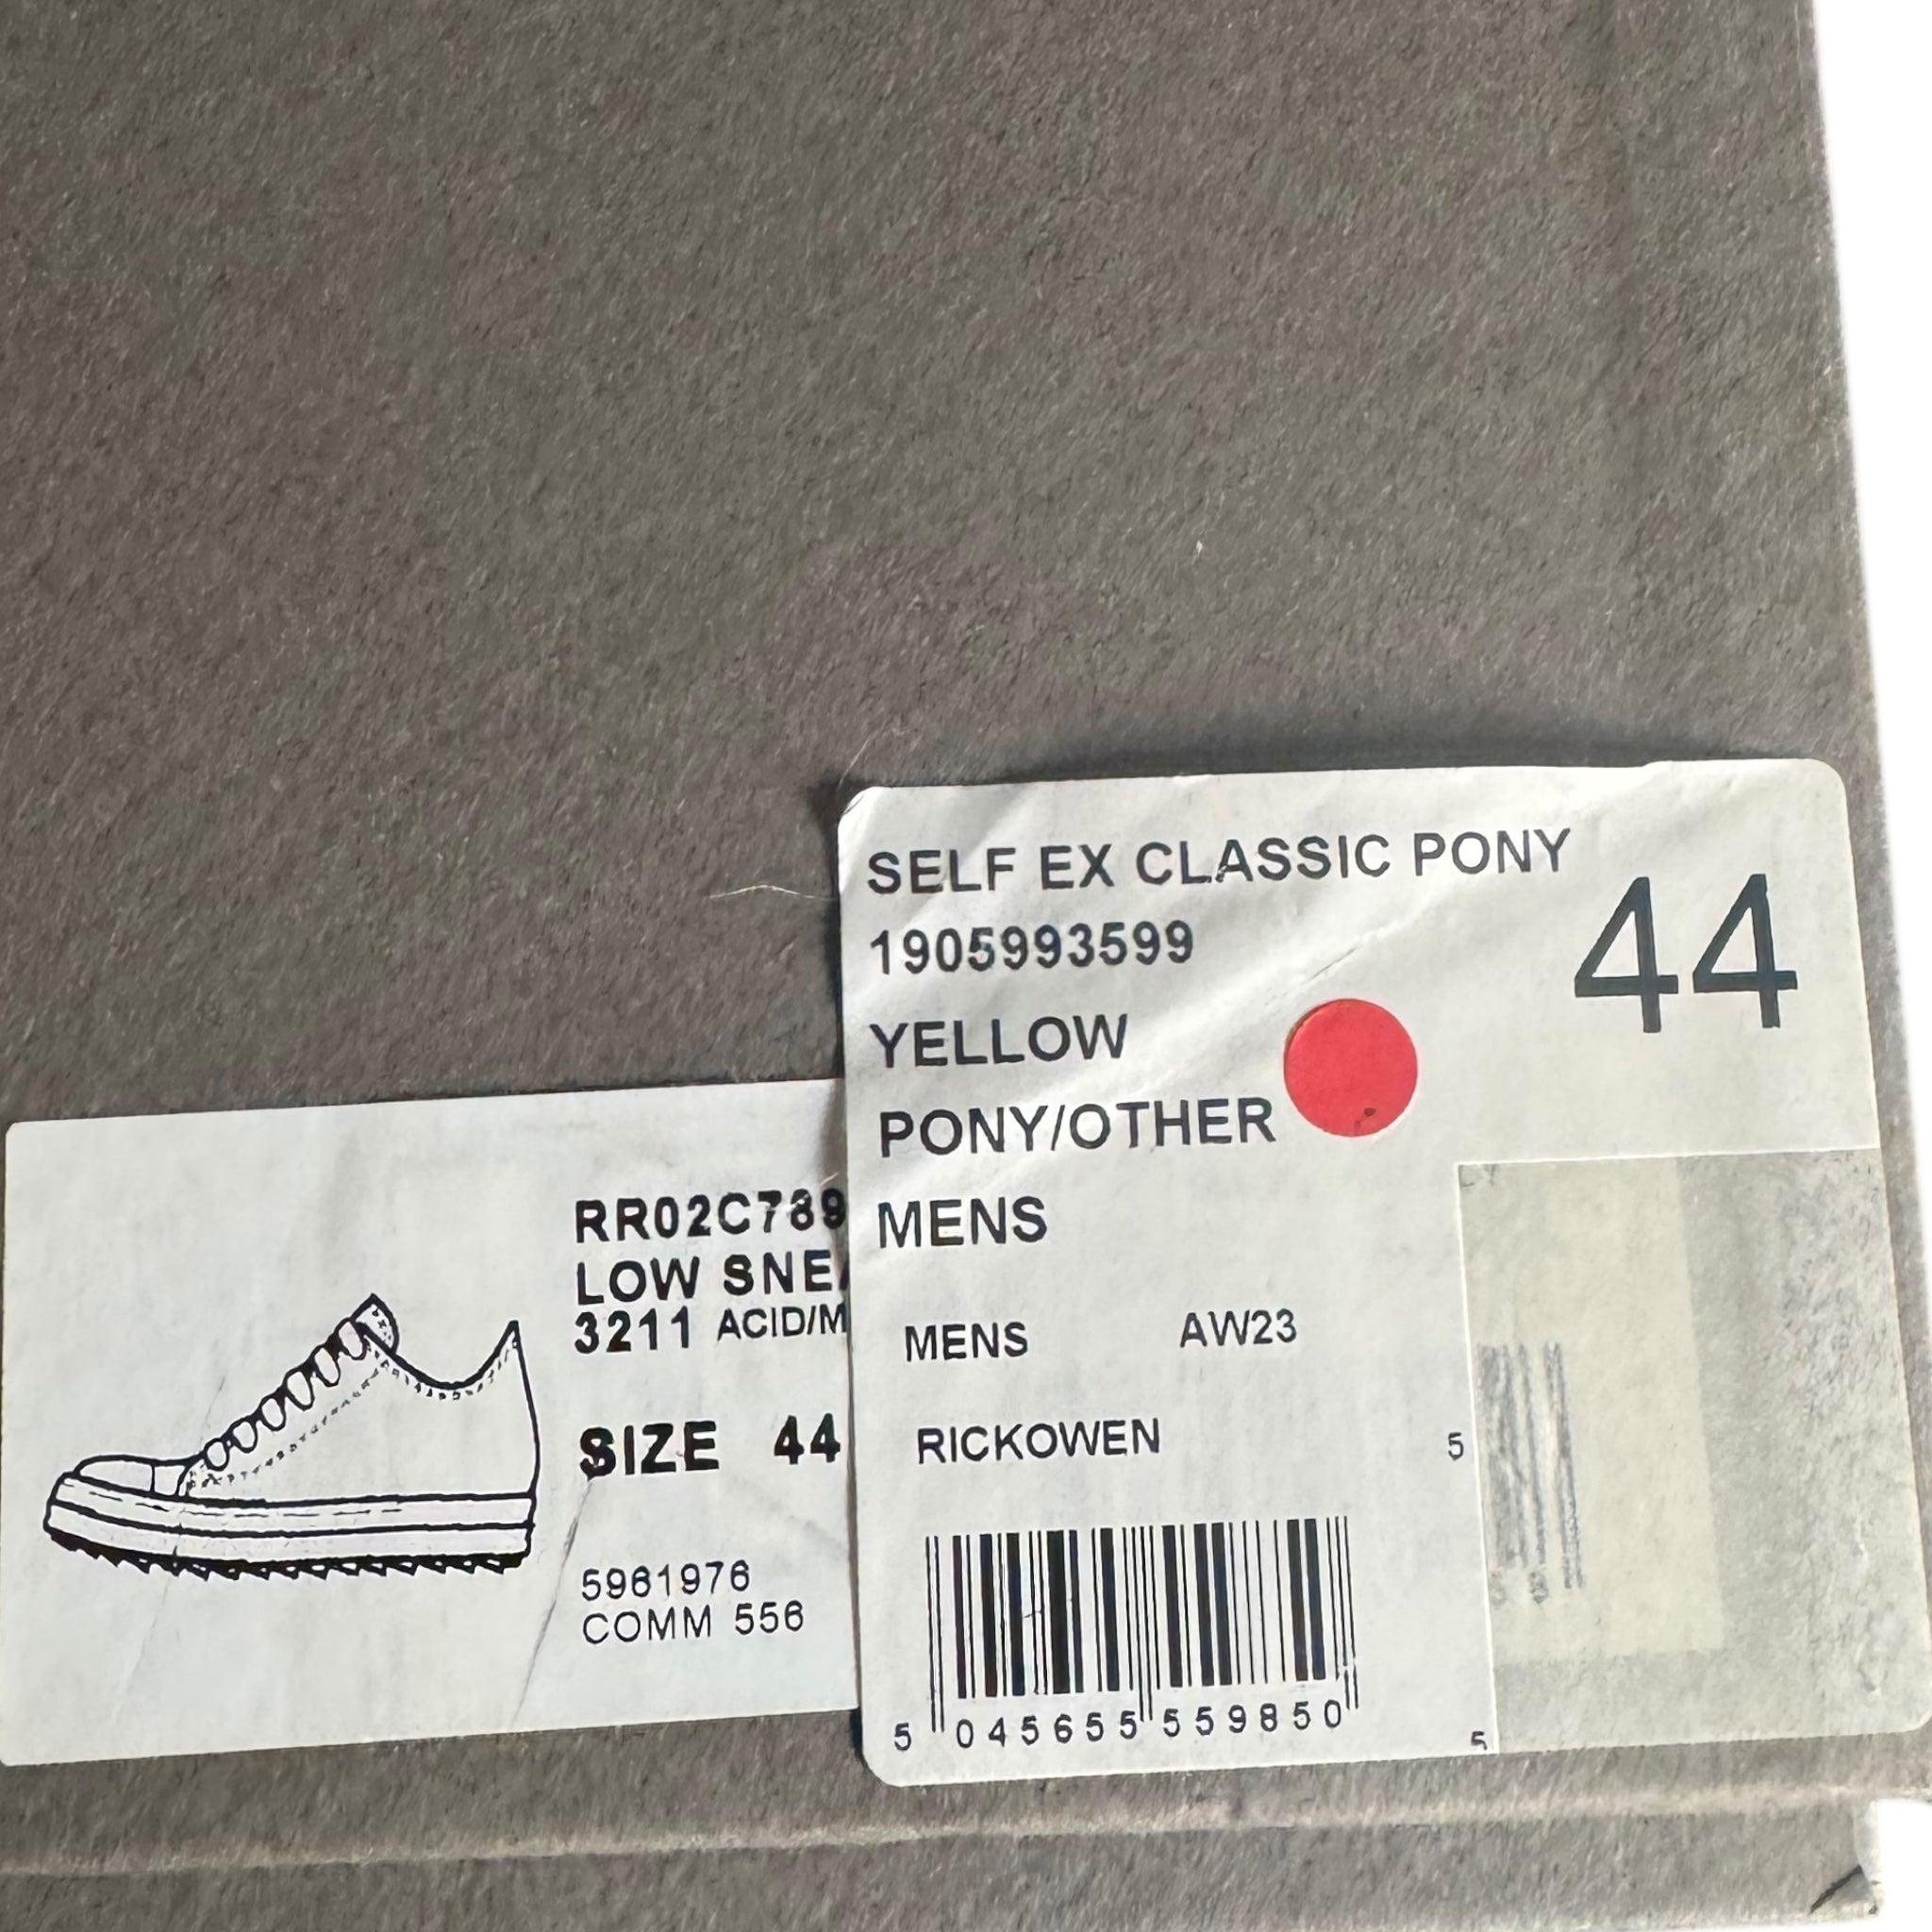 SELF EX CLASSIC PONY
44
1905993599
YELLOW
PONY/OTHER
MENS
MENS AW23
RICKOWEN
5
5 045655 559850
5
RR02C789
LOW SNEA
3211 ACID/M
SIZE 44
5961976
COMM 556